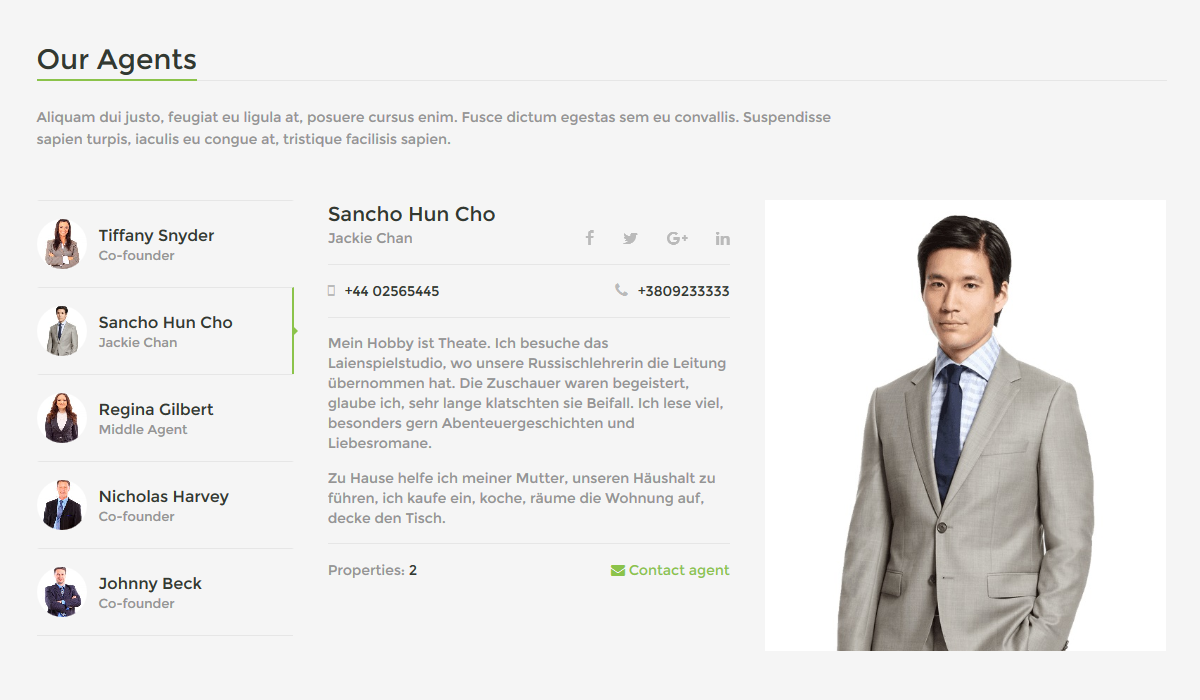 Our Agents
Aliquam dui justo, feugiat eu ligula at, posuere cursus enim. Fusce dictum egestas sem eu convallis. Suspendisse
sapien turpis, iaculis eu congue at, tristique facilisis sapien.
Tiffany Snyder
Co-founder
Sancho Hun Cho
Jackie Chan
Regina Gilbert
Middle Agent
Nicholas Harvey
Co-founder
Johnny Beck
Co-founder
Sancho Hun Cho
Jackie Chan
+44 02565445 +3809233333
Mein Hobby ist Theate. Ich besuche das
Laienspielstudio, wo unsere Russischlehrerin die Leitung
übernommen hat. Die Zuschauer waren begeistert,
glaube ich, sehr lange klatschten sie Beifall. Ich lese viel,
besonders gern Abenteuergeschichten und
Liebesromane.
Zu Hause helfe ich meiner Mutter, unseren Häushalt zu
führen, ich kaufe ein, koche, räume die Wohnung auf,
decke den Tisch.
Properties: 2 Contact agent